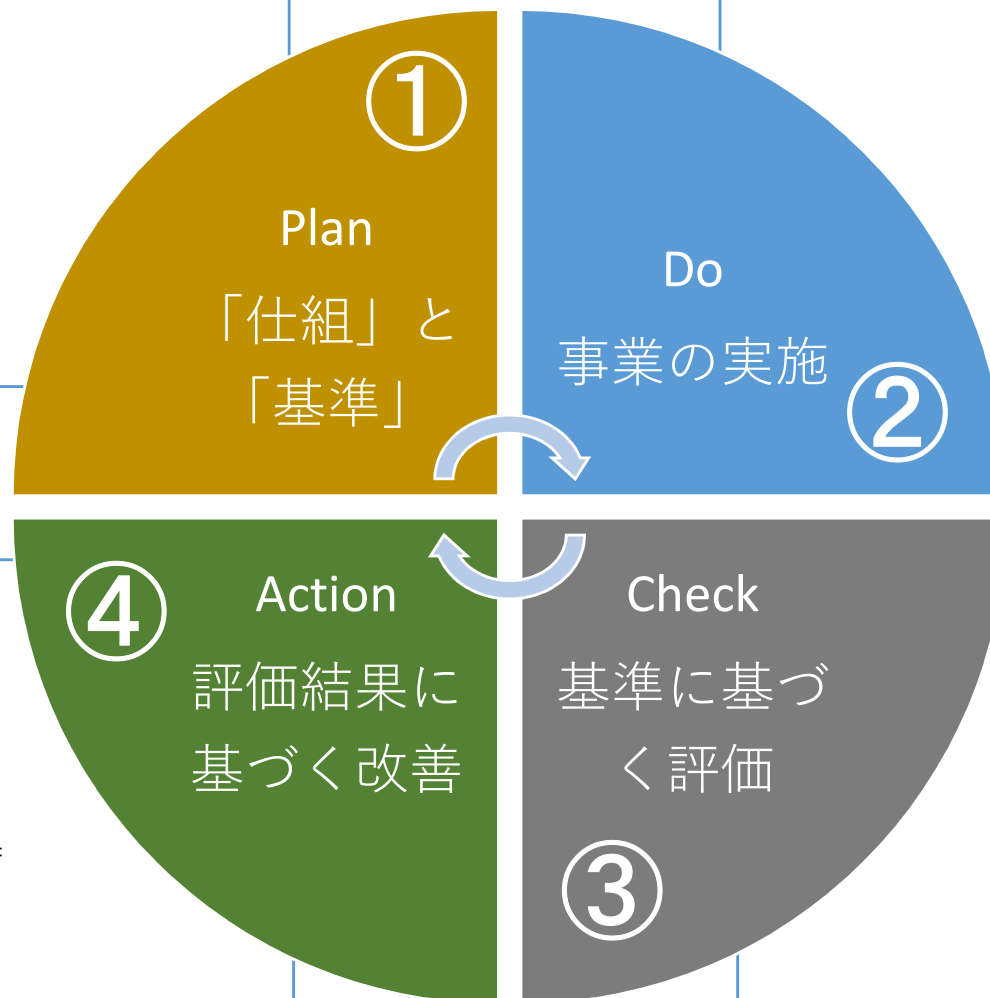 ①
Plan
「仕組」と
「基準」
Do
事業の実施
②
④
Action
評価結果に
基づく改善
Check
基準に基づ
く評価
③